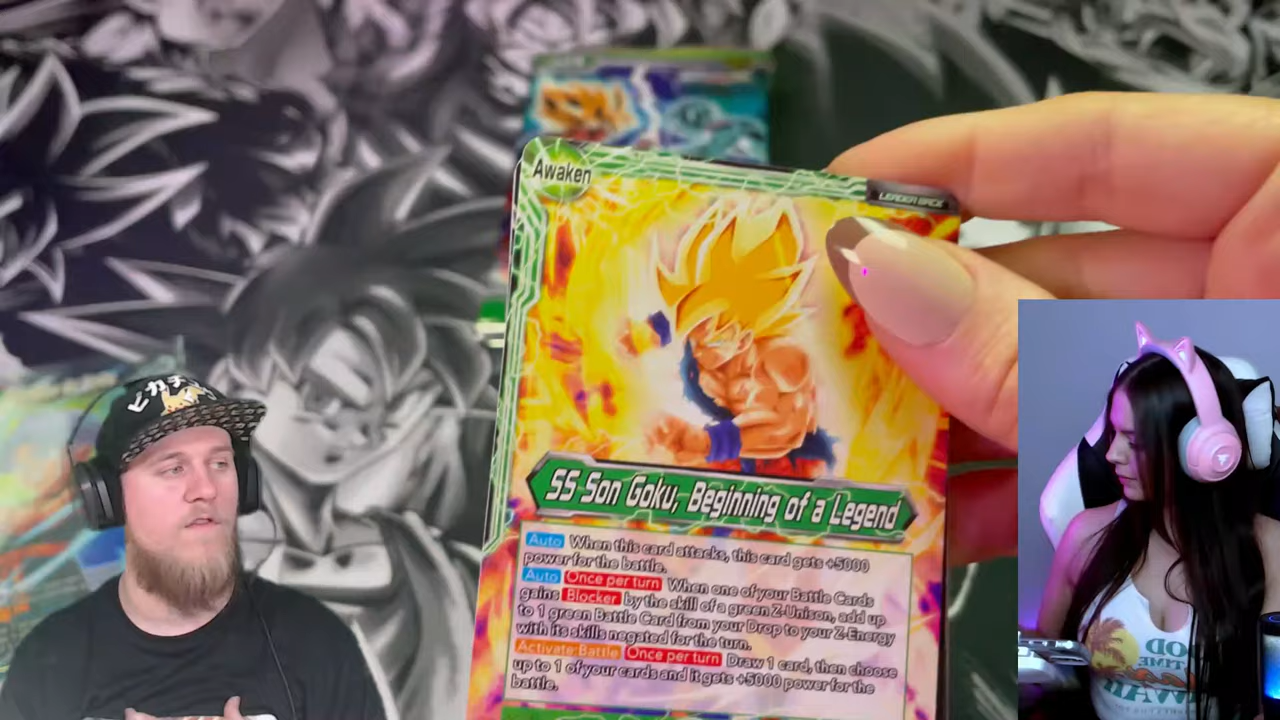 Awaken
LEADER BACK
SS Son Goku, Beginning of a Legend
Auto When this card attacks, this card gets +5000
power for the battle.
Auto Once per turn When one of your Battle Cards
gains Blocker by the skill of a green Z-Unison, add up
to 1 green Battle Card from your Drop to your Z-Energy
with its skills negated for the turn.
Activate:Battle Once per turn Draw 1 card, then choose
up to 1 of your cards and it gets +5000 power for the
battle.
ピカチ